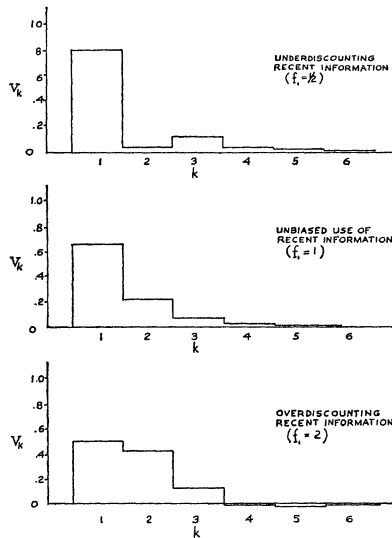 1.0
.8
.6
Vk .4
.2
0
UNDERDISCOUNTING
RECENT INFORMATION
(f₁ = ½)
1 2 3 4 5 6
k
1.0
.8
.6
Vk .4
.2
0
UNBIASED USE OF
RECENT INFORMATION
(f₁ = 1)
1 2 3 4 5 6
k
1.0
.8
.6
Vk .4
.2
0
OVERDISCOUNTING
RECENT INFORMATION
(f₁ = 2)
1 2 3 4 5 6
k